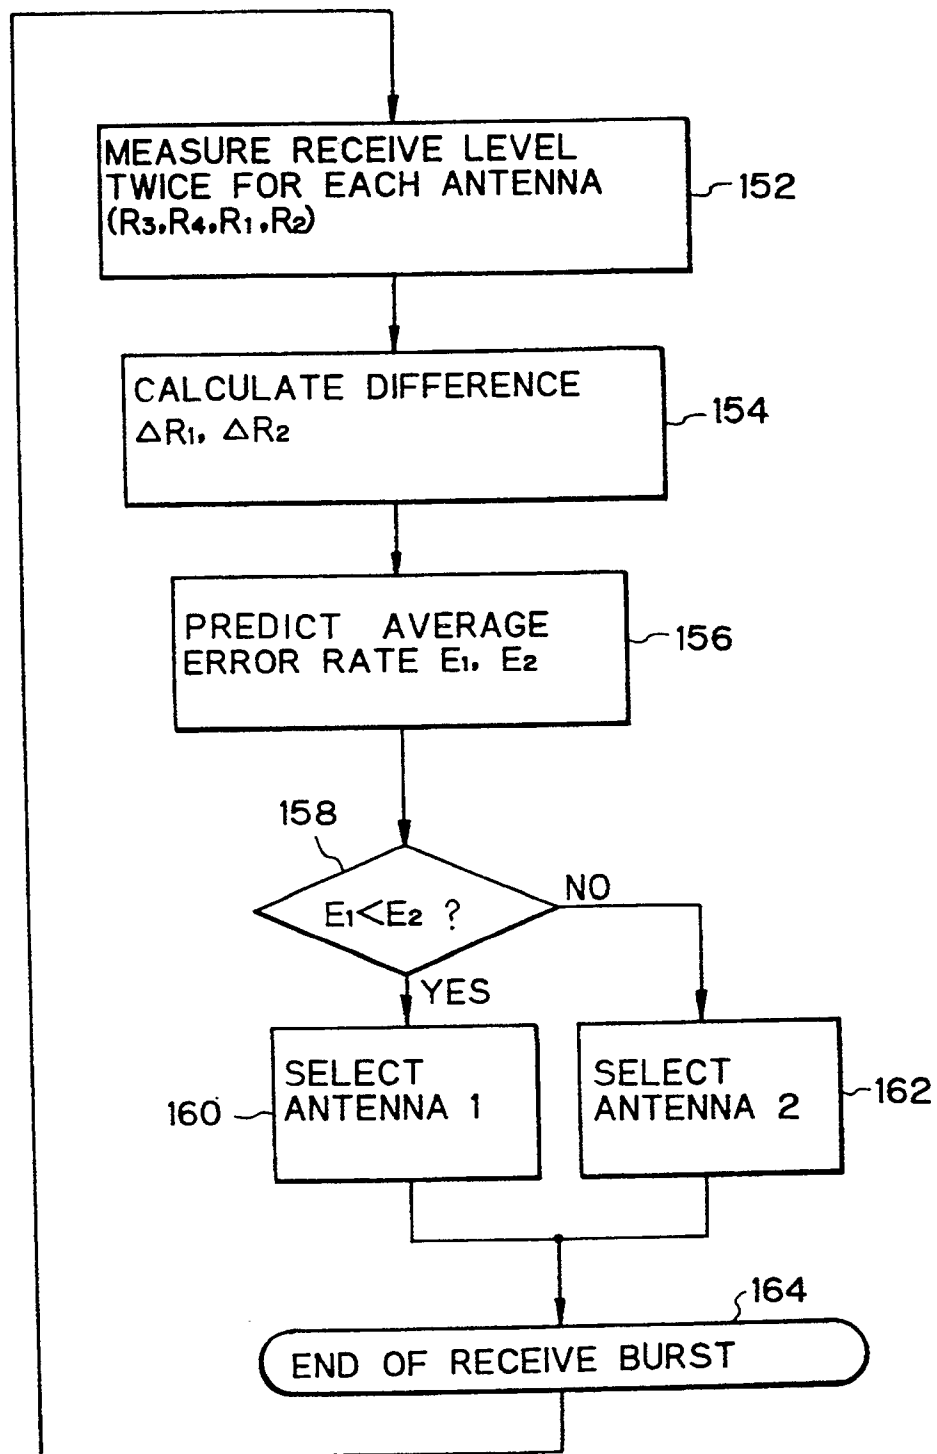 MEASURE RECEIVE LEVEL
TWICE FOR EACH ANTENNA
(R3,R4,R1,R2)
152
CALCULATE DIFFERENCE
△R1, △R2
154
PREDICT AVERAGE
ERROR RATE E1, E2
156
158
E1<E2 ?
NO
YES
SELECT
ANTENNA 1
160
SELECT
ANTENNA 2
162
164
END OF RECEIVE BURST